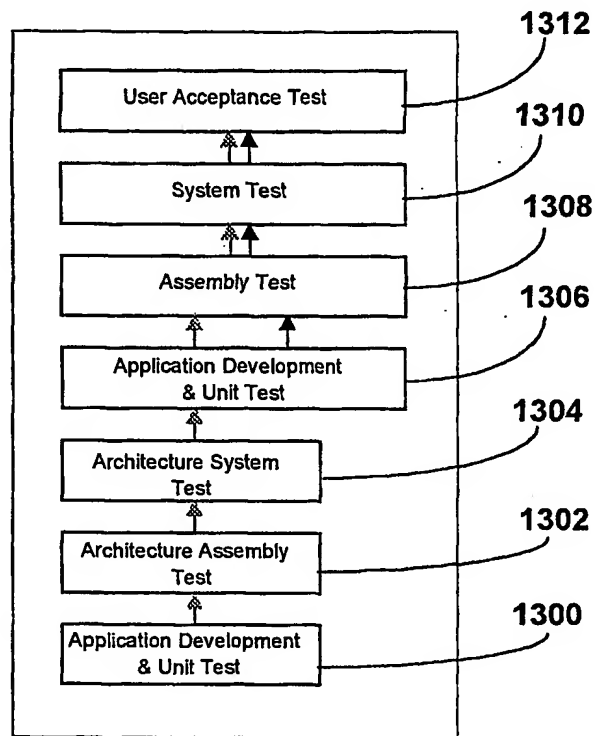 1312
User Acceptance Test
1310
System Test
1308
Assembly Test
1306
Application Development
& Unit Test
1304
Architecture System
Test
1302
Architecture Assembly
Test
1300
Application Development
& Unit Test